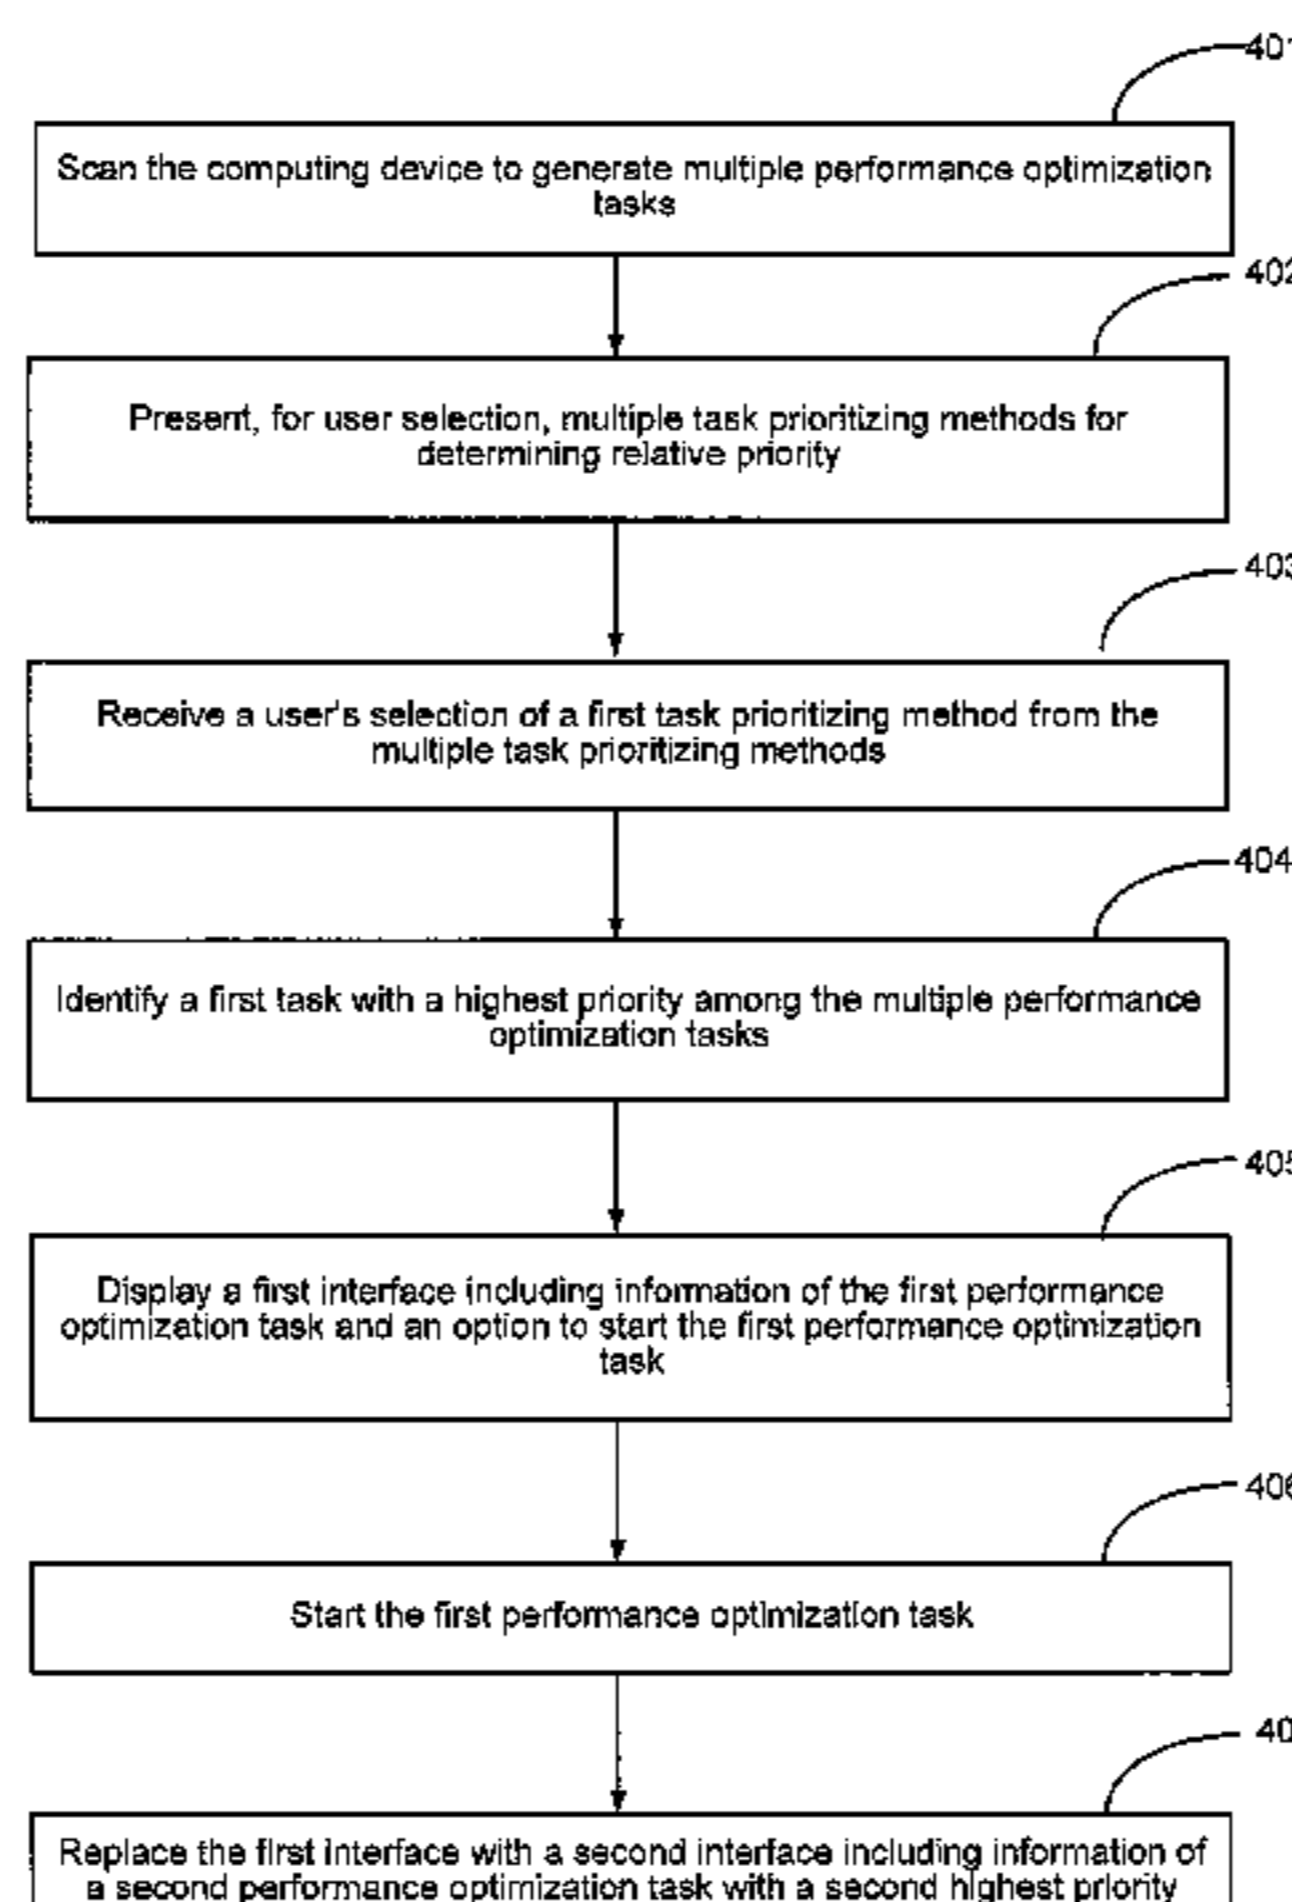 401
Scan the computing device to generate multiple performance optimization
tasks
402
Present, for user selection, multiple task prioritizing methods for
determining relative priority
403
Receive a user's selection of a first task prioritizing method from the
multiple task prioritizing methods
404
Identify a first task with a highest priority among the multiple performance
optimization tasks
405
Display a first interface including information of the first performance
optimization task and an option to start the first performance optimization
task
406
Start the first performance optimization task
40
Replace the first interface with a second interface including information of
a second performance optimization task with a second highest priority